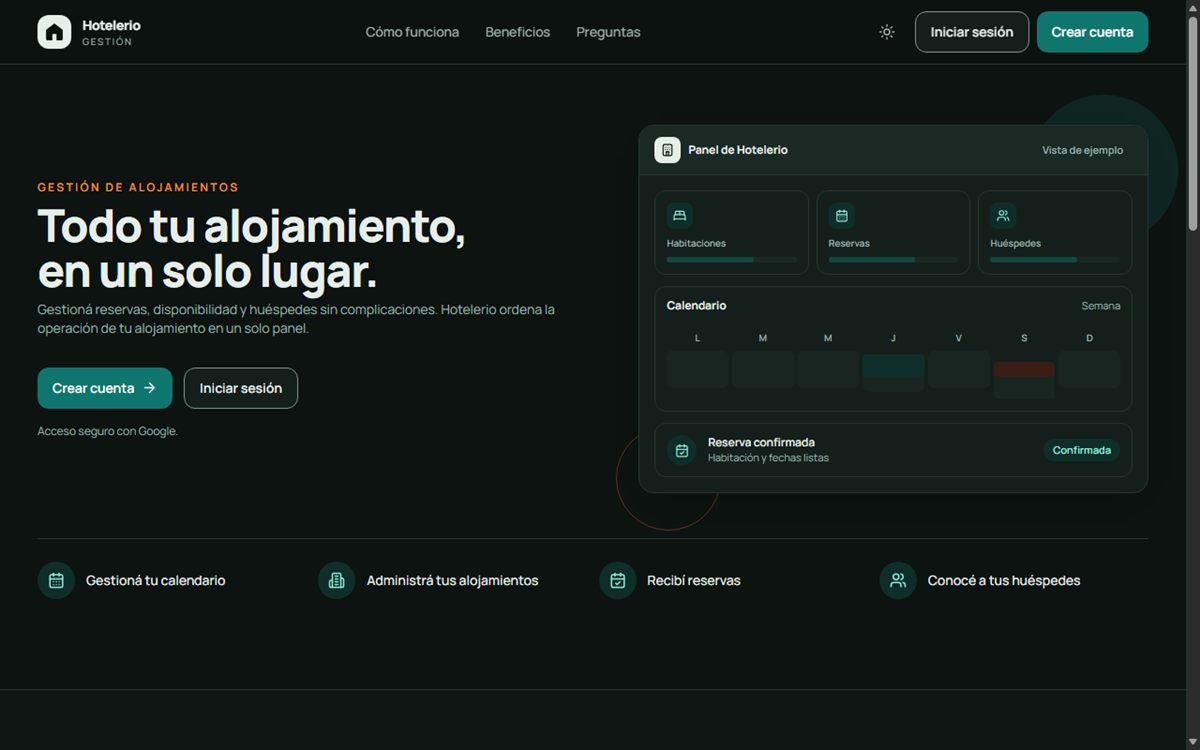 Hotelerio
GESTIÓN
Cómo funciona
Beneficios
Preguntas
Iniciar sesión
Crear cuenta
GESTIÓN DE ALOJAMIENTOS
Todo tu alojamiento,
en un solo lugar.
Gestioná reservas, disponibilidad y huéspedes sin complicaciones. Hotelerio ordena la
operación de tu alojamiento en un solo panel.
Crear cuenta
Iniciar sesión
Acceso seguro con Google.
Panel de Hotelerio
Vista de ejemplo
Habitaciones
Reservas
Huéspedes
Calendario
Semana
L M M J V S D
Reserva confirmada
Habitación y fechas listas
Confirmada
Gestioná tu calendario
Administrá tus alojamientos
Recibí reservas
Conocé a tus huéspedes